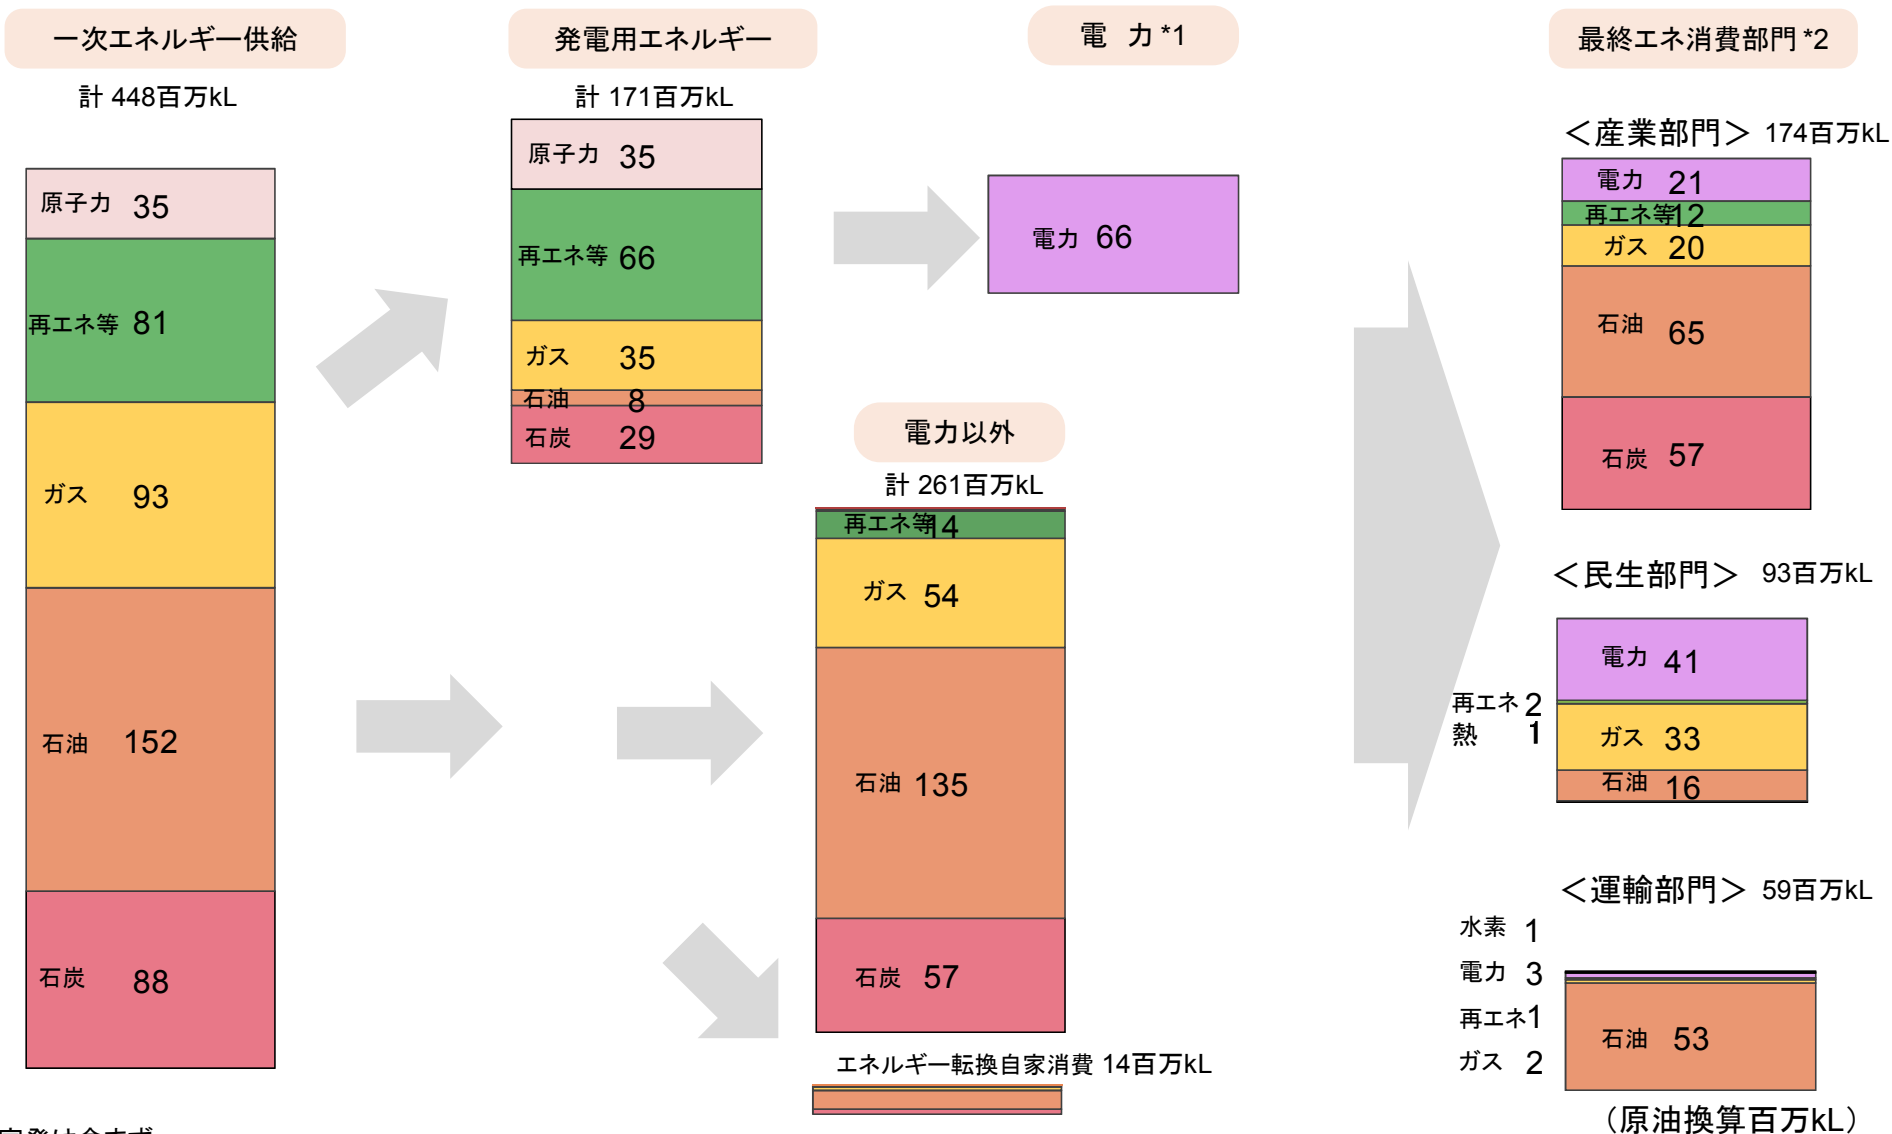 一次エネルギー供給
計 448百万kL
原子力 35
再エネ等 81
ガス 93
石油 152
石炭 88
発電用エネルギー
計 171百万kL
原子力 35
再エネ等 66
ガス 35
石油 8
石炭 29
電 力 *1
電力 66
電力以外
計 261百万kL
再エネ等 14
ガス 54
石油 135
石炭 57
エネルギー転換自家消費 14百万kL
最終エネ消費部門 *2
＜産業部門＞ 174百万kL
電力 21
再エネ等12
ガス 20
石油 65
石炭 57
＜民生部門＞ 93百万kL
電力 41
再エネ 2
熱 1
ガス 33
石油 16
＜運輸部門＞ 59百万kL
水素 1
電力 3
再エネ1
ガス 2
石油 53
（原油換算百万kL）